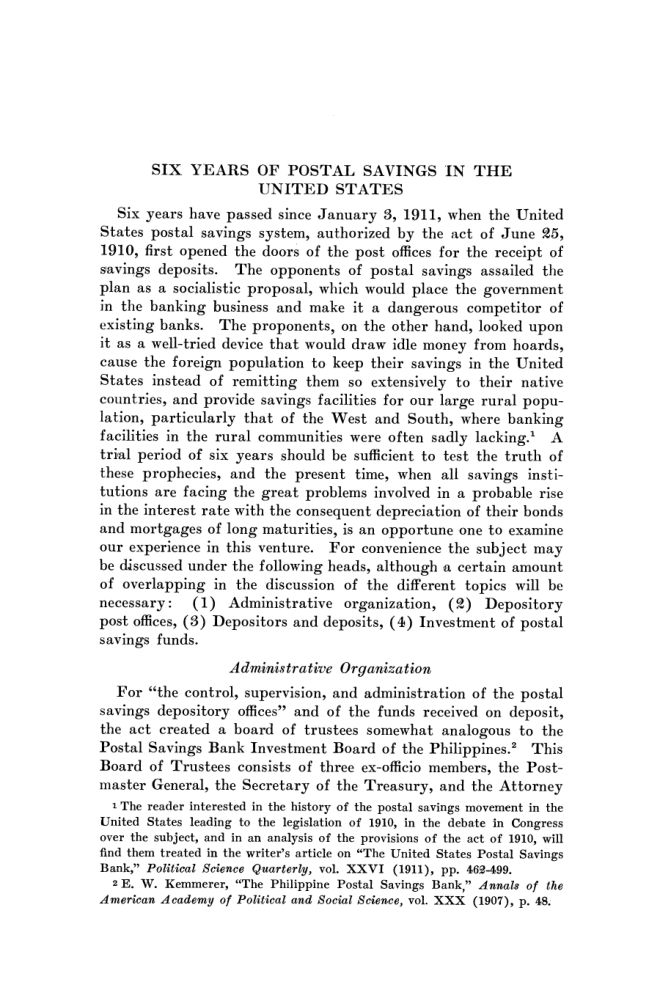 SIX YEARS OF POSTAL SAVINGS IN THE
UNITED STATES
Six years have passed since January 3, 1911, when the United
States postal savings system, authorized by the act of June 25,
1910, first opened the doors of the post offices for the receipt of
savings deposits. The opponents of postal savings assailed the
plan as a socialistic proposal, which would place the government
in the banking business and make it a dangerous competitor of
existing banks. The proponents, on the other hand, looked upon
it as a well-tried device that would draw idle money from hoards,
cause the foreign population to keep their savings in the United
States instead of remitting them so extensively to their native
countries, and provide savings facilities for our large rural popu-
lation, particularly that of the West and South, where banking
facilities in the rural communities were often sadly lacking.¹ A
trial period of six years should be sufficient to test the truth of
these prophecies, and the present time, when all savings insti-
tutions are facing the great problems involved in a probable rise
in the interest rate with the consequent depreciation of their bonds
and mortgages of long maturities, is an opportune one to examine
our experience in this venture. For convenience the subject may
be discussed under the following heads, although a certain amount
of overlapping in the discussion of the different topics will be
necessary: (1) Administrative organization, (2) Depository
post offices, (3) Depositors and deposits, (4) Investment of postal
savings funds.
Administrative Organization
For “the control, supervision, and administration of the postal
savings depository offices” and of the funds received on deposit,
the act created a board of trustees somewhat analogous to the
Postal Savings Bank Investment Board of the Philippines.² This
Board of Trustees consists of three ex-officio members, the Post-
master General, the Secretary of the Treasury, and the Attorney
¹ The reader interested in the history of the postal savings movement in the
United States leading to the legislation of 1910, in the debate in Congress
over the subject, and in an analysis of the provisions of the act of 1910, will
find them treated in the writer's article on “The United States Postal Savings
Bank,” Political Science Quarterly, vol. XXVI (1911), pp. 462-499.
² E. W. Kemmerer, “The Philippine Postal Savings Bank,” Annals of the
American Academy of Political and Social Science, vol. XXX (1907), p. 48.